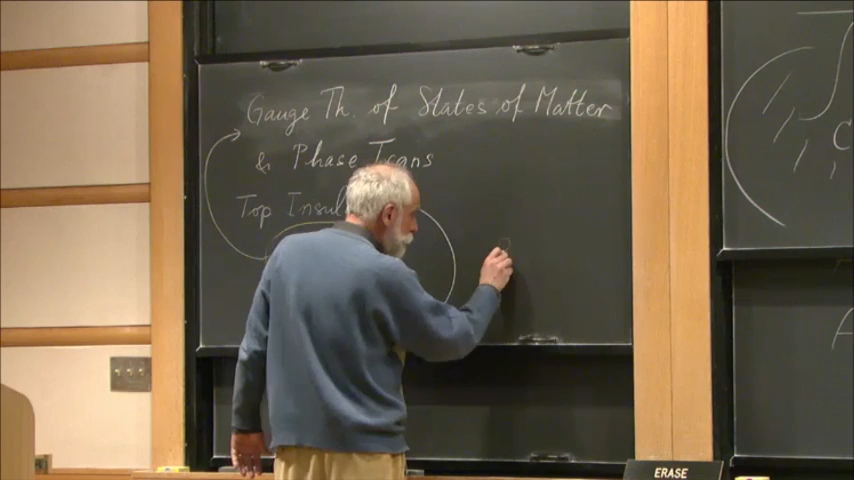 Gauge Th. of States of Matter
& Phase Trans
Top Insul
C
A
ERASE